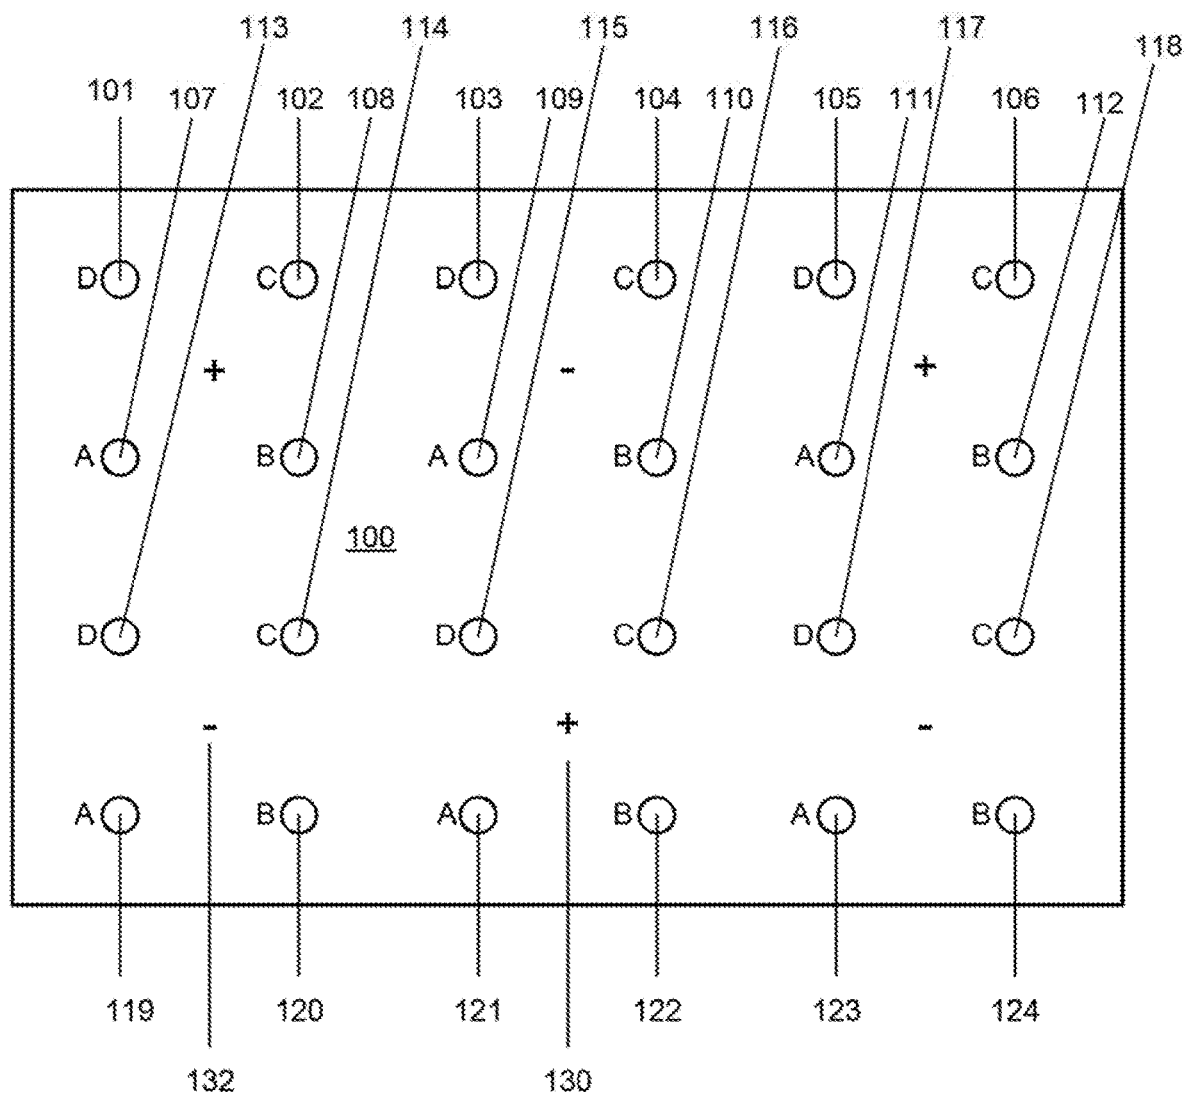 113 114 115 116 117 118
101 107 102 108 103 109 104 110 105 111 106 112
D C D C D C
+ - +
A B A B A B
100
D C D C D C
- + -
A B A B A B
119 120 121 122 123 124
132 130